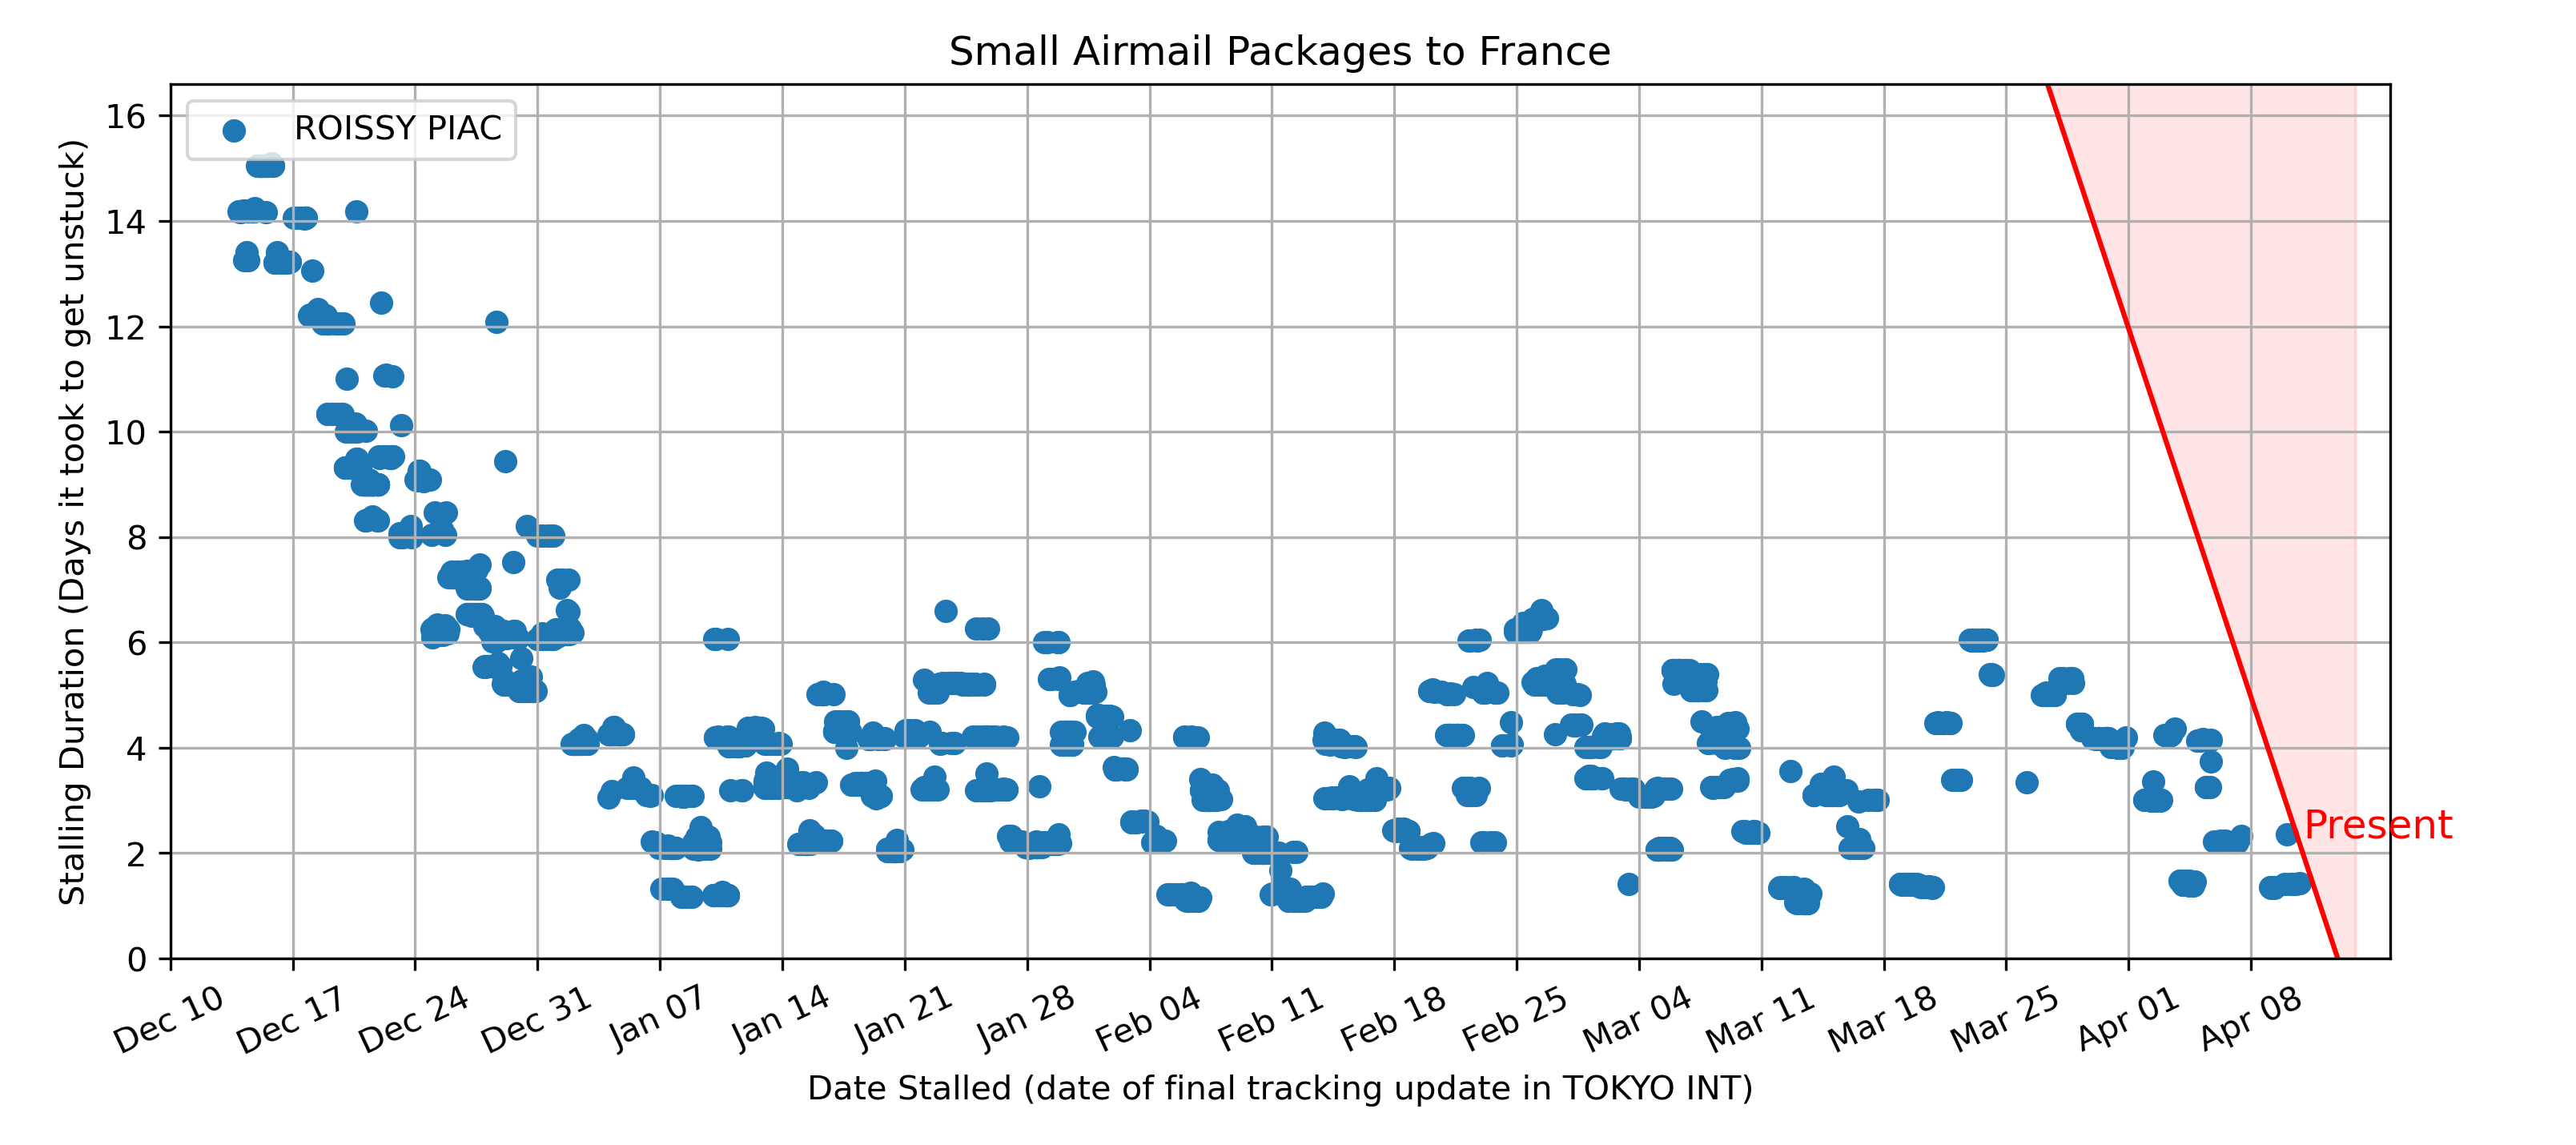 Small Airmail Packages to France
ROISSY PIAC
Stalling Duration (Days it took to get unstuck)
16
14
12
10
8
6
4
2
0
Present
Dec 10
Dec 17
Dec 24
Dec 31
Jan 07
Jan 14
Jan 21
Jan 28
Feb 04
Feb 11
Feb 18
Feb 25
Mar 04
Mar 11
Mar 18
Mar 25
Apr 01
Apr 08
Date Stalled (date of final tracking update in TOKYO INT)